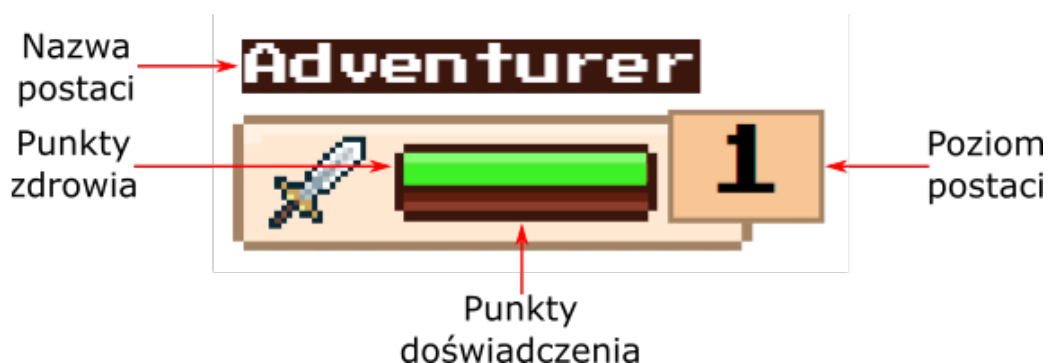 Nazwa
postaci
Adventurer
Punkty
zdrowia
1
Poziom
postaci
Punkty
doświadczenia